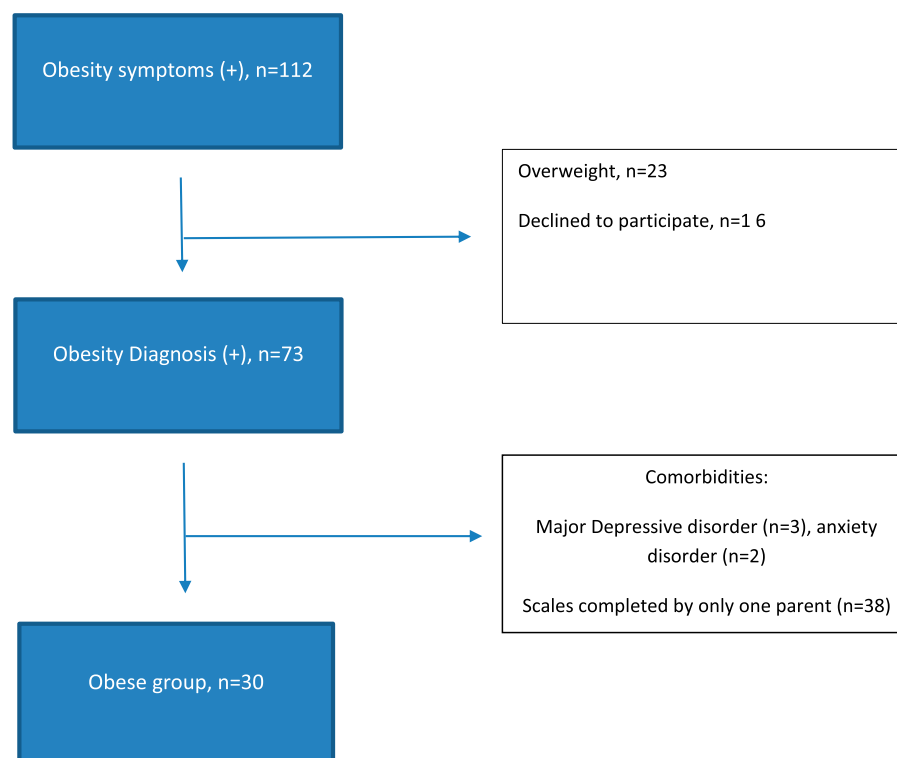 Obesity symptoms (+), n=112
Overweight, n=23
Declined to participate, n=1 6
Obesity Diagnosis (+), n=73
Comorbidities:
Major Depressive disorder (n=3), anxiety
disorder (n=2)
Scales completed by only one parent (n=38)
Obese group, n=30